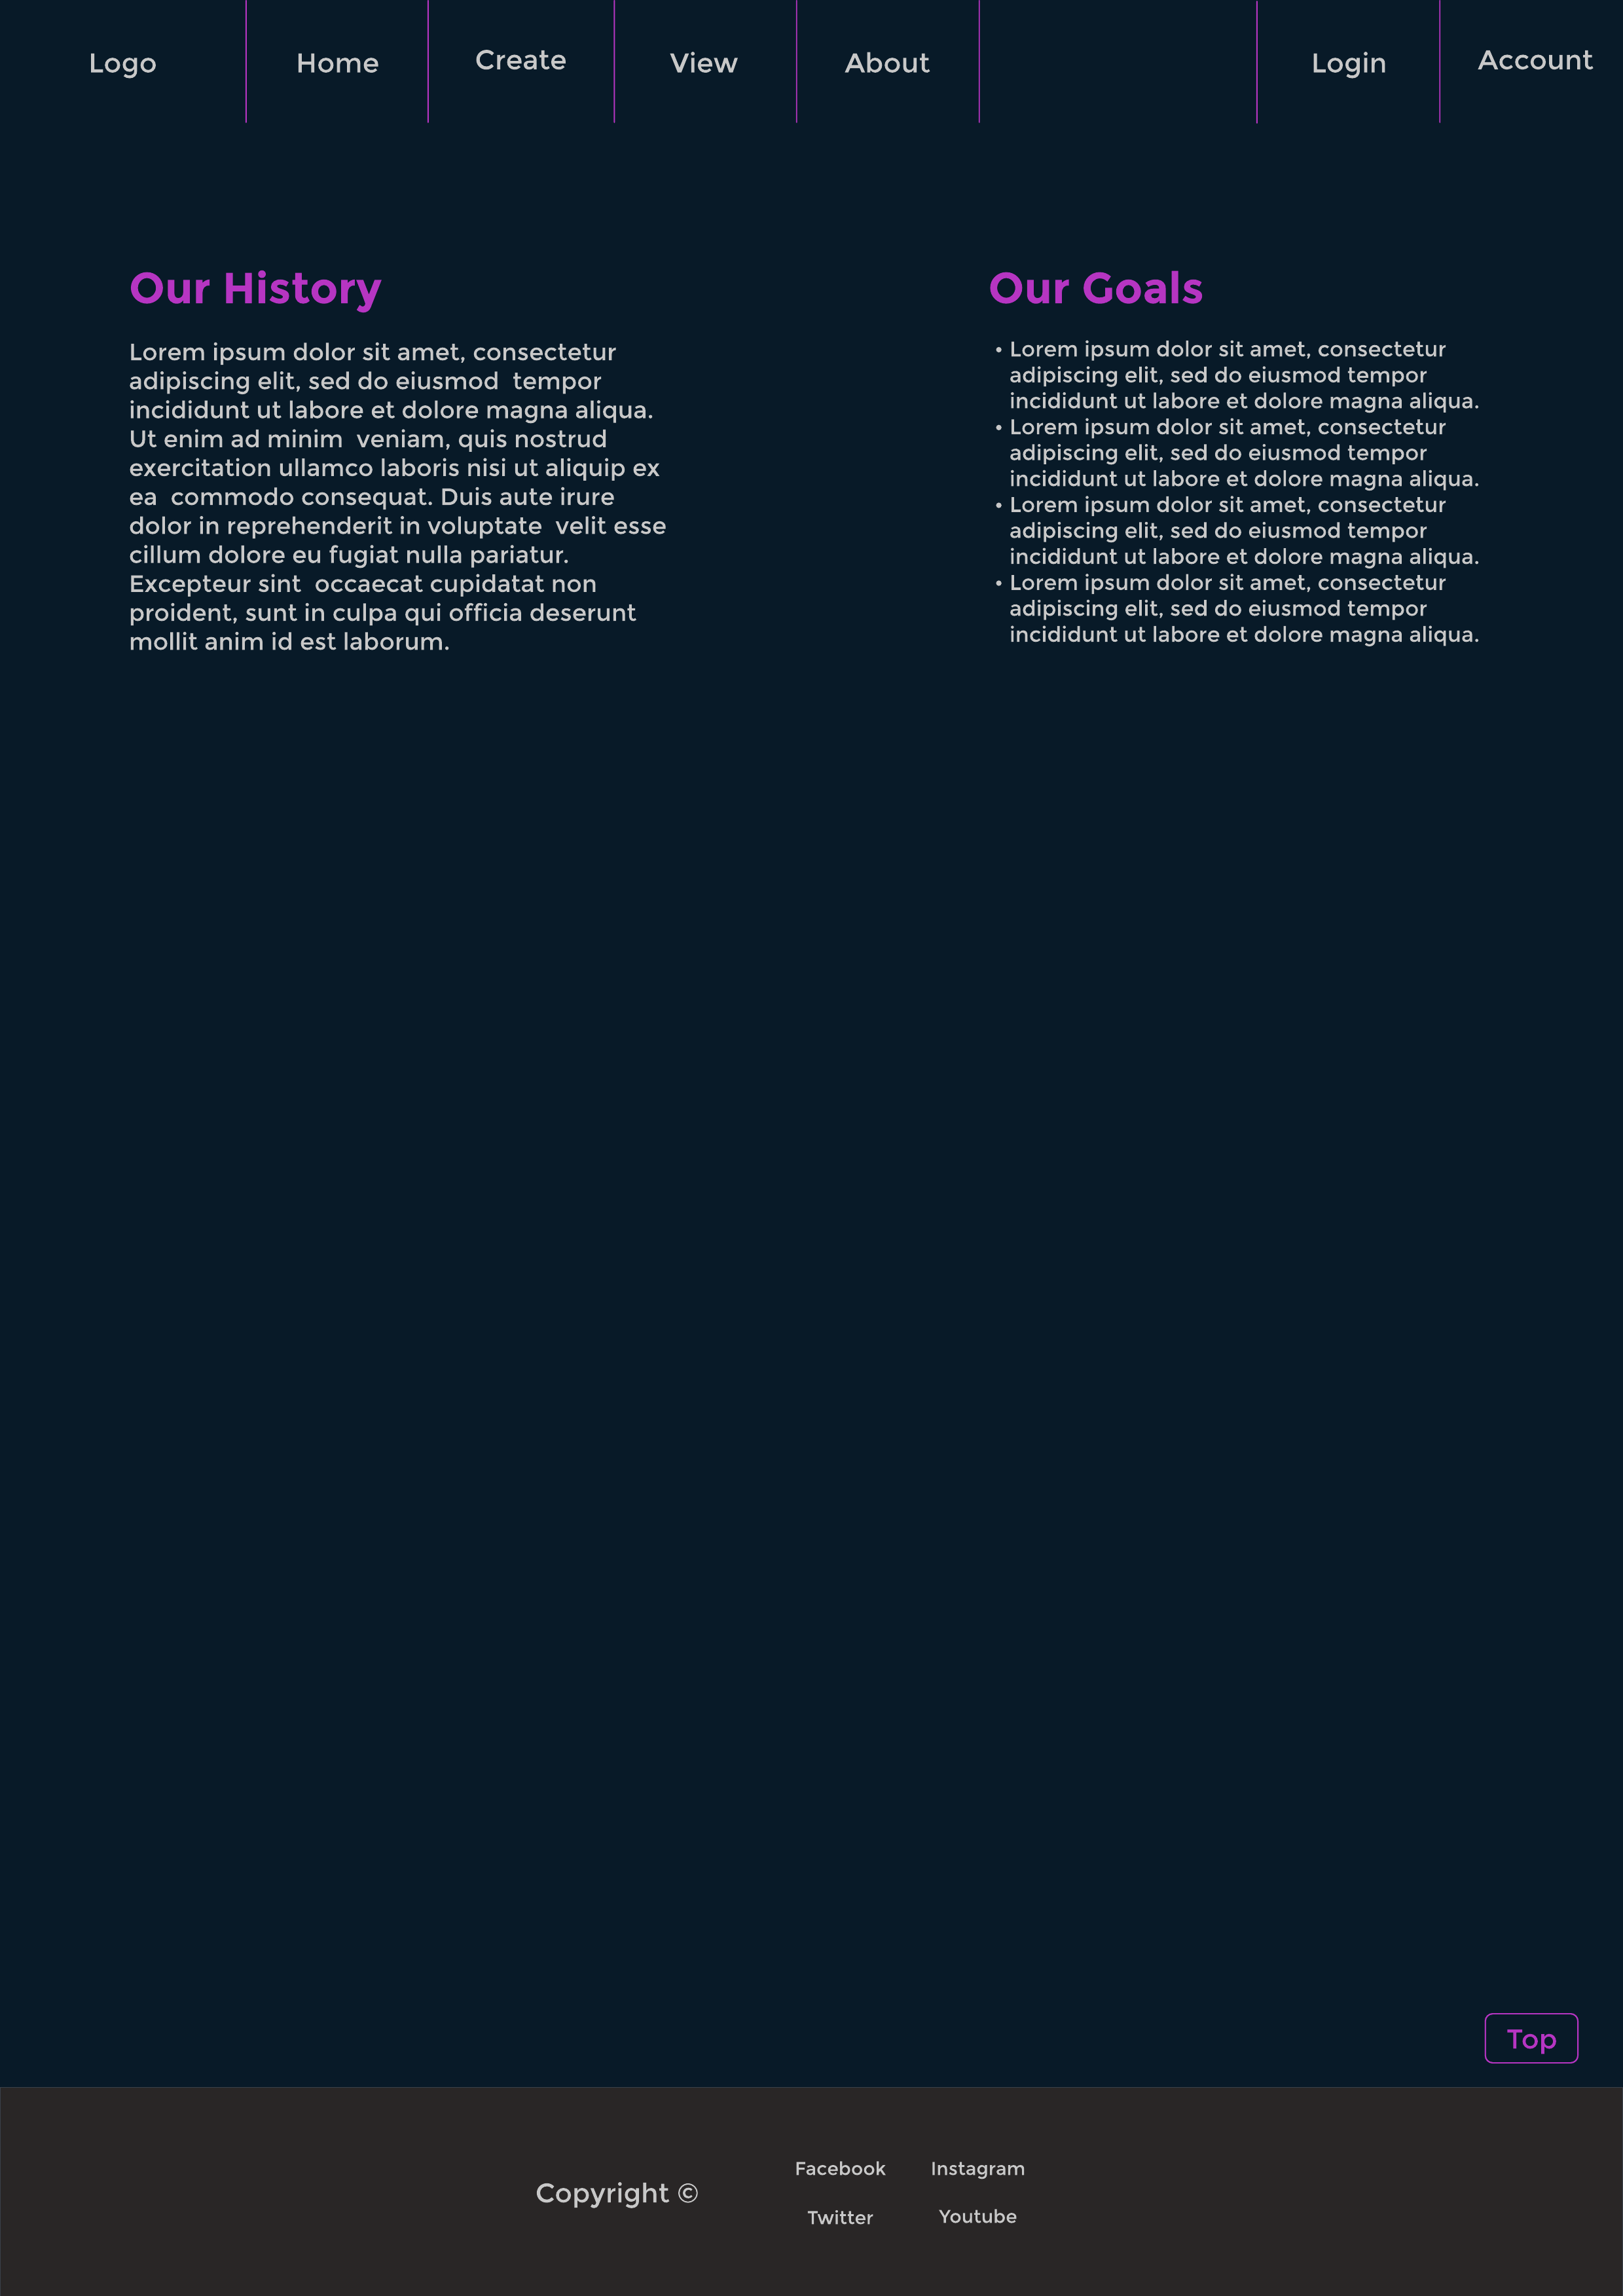 Logo
Home
Create
View
About
Login
Account
Our History
Lorem ipsum dolor sit amet, consectetur
adipiscing elit, sed do eiusmod  tempor
incididunt ut labore et dolore magna aliqua.
Ut enim ad minim  veniam, quis nostrud
exercitation ullamco laboris nisi ut aliquip ex
ea  commodo consequat. Duis aute irure
dolor in reprehenderit in voluptate  velit esse
cillum dolore eu fugiat nulla pariatur.
Excepteur sint  occaecat cupidatat non
proident, sunt in culpa qui officia deserunt
mollit anim id est laborum.
Our Goals
• Lorem ipsum dolor sit amet, consectetur
adipiscing elit, sed do eiusmod tempor
incididunt ut labore et dolore magna aliqua.
• Lorem ipsum dolor sit amet, consectetur
adipiscing elit, sed do eiusmod tempor
incididunt ut labore et dolore magna aliqua.
• Lorem ipsum dolor sit amet, consectetur
adipiscing elit, sed do eiusmod tempor
incididunt ut labore et dolore magna aliqua.
• Lorem ipsum dolor sit amet, consectetur
adipiscing elit, sed do eiusmod tempor
incididunt ut labore et dolore magna aliqua.
Top
Copyright ©
Facebook
Instagram
Twitter
Youtube